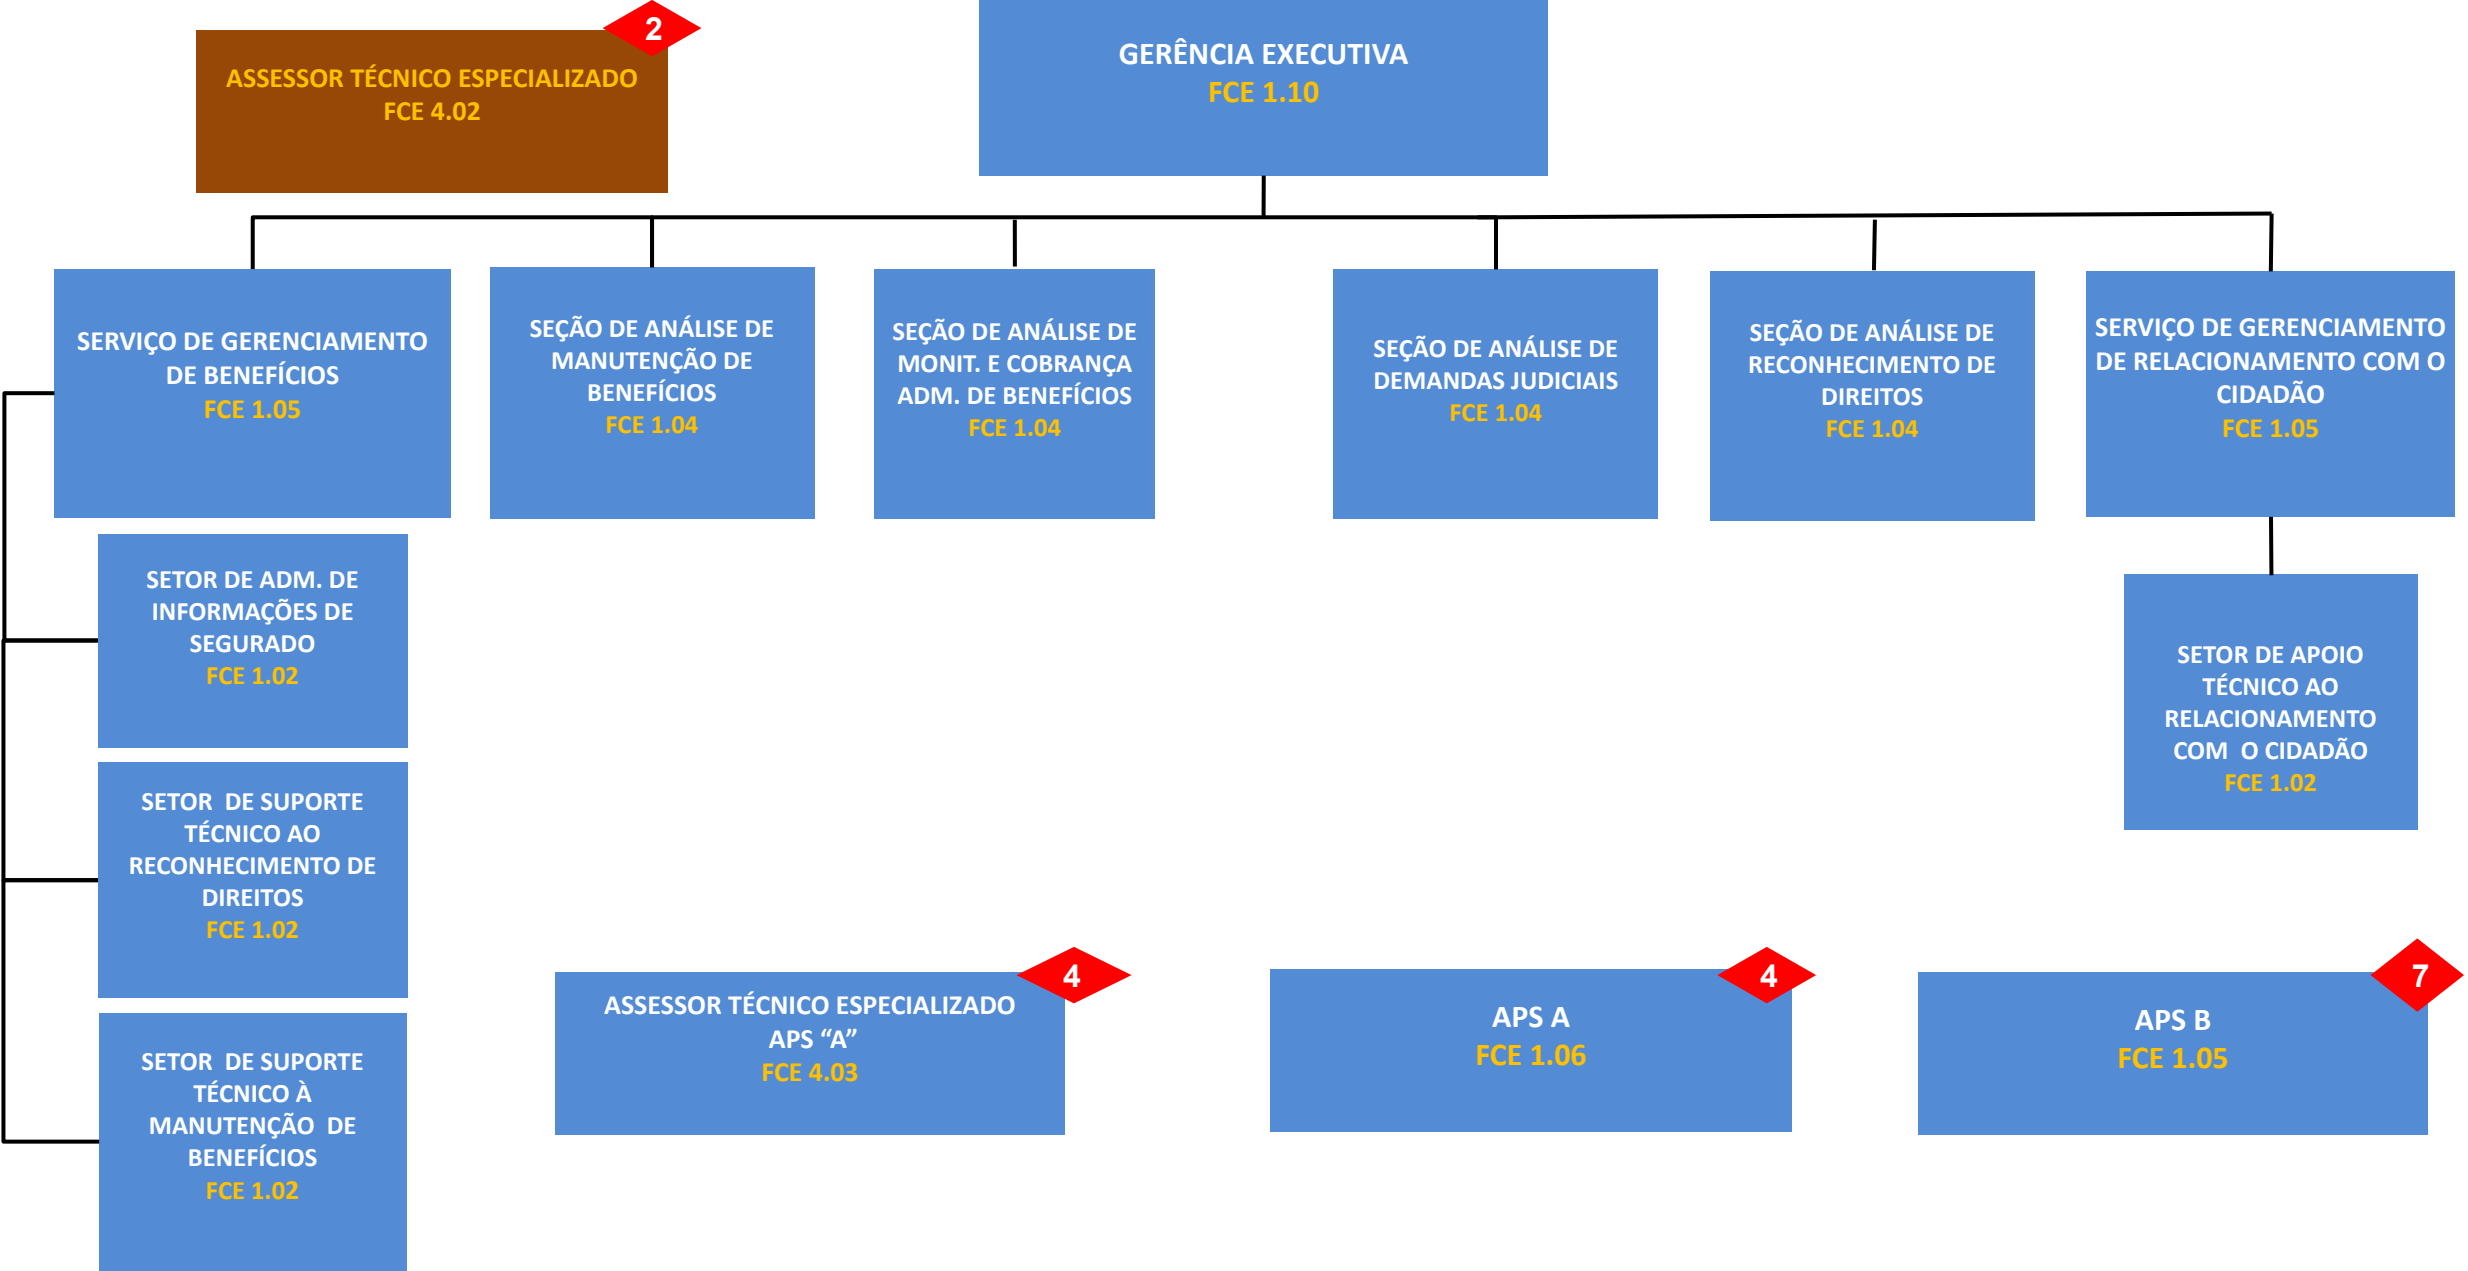 2
ASSESSOR TÉCNICO ESPECIALIZADO
FCE 4.02
GERÊNCIA EXECUTIVA
FCE 1.10
SERVIÇO DE GERENCIAMENTO
DE BENEFÍCIOS
FCE 1.05
SEÇÃO DE ANÁLISE DE
MANUTENÇÃO DE
BENEFÍCIOS
FCE 1.04
SEÇÃO DE ANÁLISE DE
MONIT. E COBRANÇA
ADM. DE BENEFÍCIOS
FCE 1.04
SEÇÃO DE ANÁLISE DE
DEMANDAS JUDICIAIS
FCE 1.04
SEÇÃO DE ANÁLISE DE
RECONHECIMENTO DE
DIREITOS
FCE 1.04
SERVIÇO DE GERENCIAMENTO
DE RELACIONAMENTO COM O
CIDADÃO
FCE 1.05
SETOR DE ADM. DE
INFORMAÇÕES DE
SEGURADO
FCE 1.02
SETOR DE APOIO
TÉCNICO AO
RELACIONAMENTO
COM O CIDADÃO
FCE 1.02
SETOR DE SUPORTE
TÉCNICO AO
RECONHECIMENTO DE
DIREITOS
FCE 1.02
SETOR DE SUPORTE
TÉCNICO À
MANUTENÇÃO DE
BENEFÍCIOS
FCE 1.02
4
ASSESSOR TÉCNICO ESPECIALIZADO
APS “A”
FCE 4.03
4
APS A
FCE 1.06
7
APS B
FCE 1.05